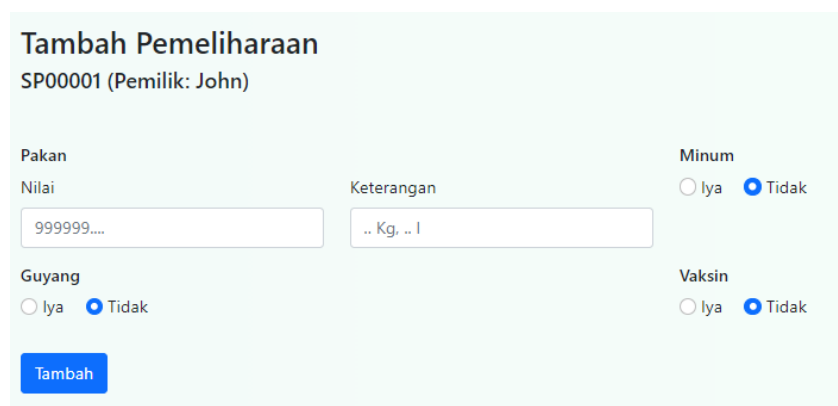 Tambah Pemeliharaan
SP00001 (Pemilik: John)
Pakan
Minum
Nilai
Keterangan
Iya Tidak
999999....
.. Kg, .. l
Guyang
Vaksin
Iya Tidak
Iya Tidak
Tambah